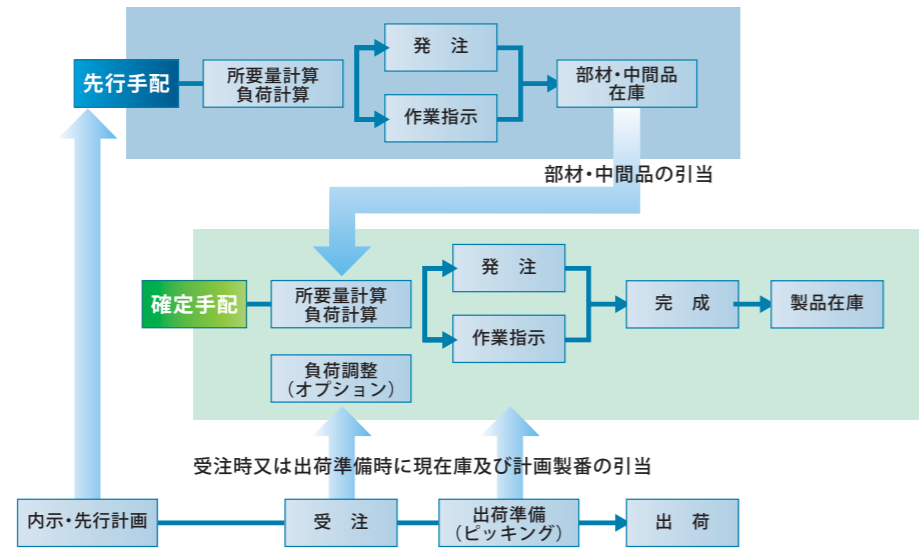 先行手配
所要量計算
負荷計算
発 注
作業指示
部材・中間品
在庫
部材・中間品の引当
確定手配
所要量計算
負荷計算
負荷調整
（オプション）
発 注
作業指示
完 成
製品在庫
受注時又は出荷準備時に現在庫及び計画製番の引当
内示・先行計画
受 注
出荷準備
（ピッキング）
出 荷